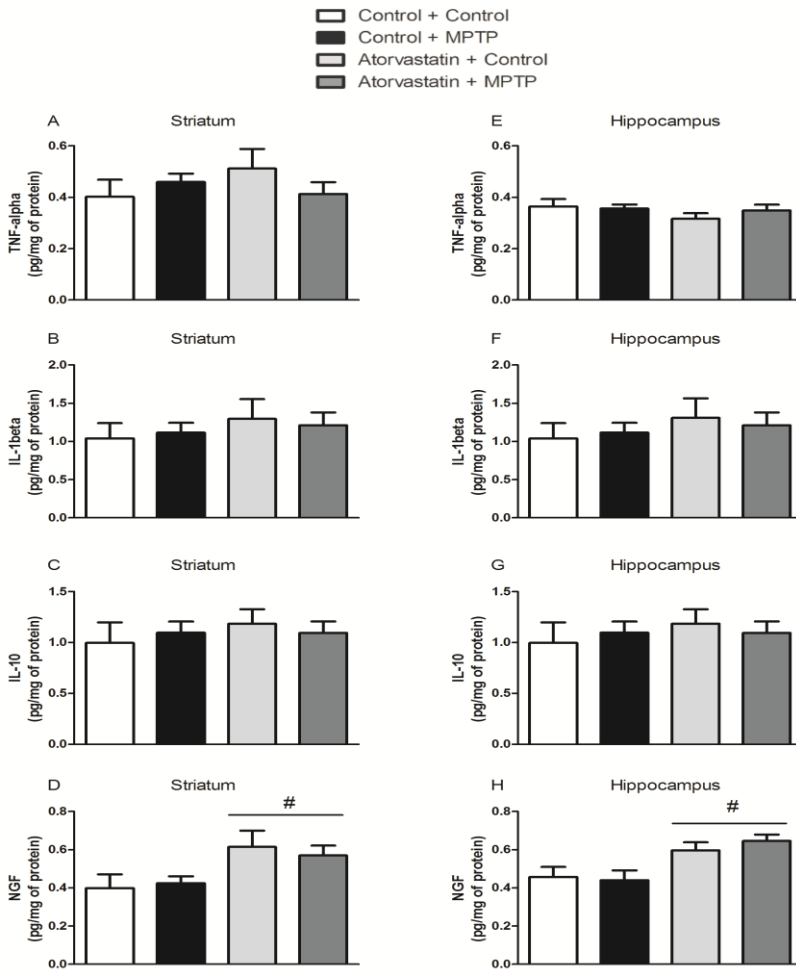 Control + Control
Control + MPTP
Atorvastatin + Control
Atorvastatin + MPTP
A Striatum
TNF-alpha
(pg/mg of protein)
0.6
0.4
0.2
0.0
E Hippocampus
TNF-alpha
(pg/mg of protein)
0.6
0.4
0.2
0.0
B Striatum
IL-1beta
(pg/mg of protein)
2.0
1.5
1.0
0.5
0.0
F Hippocampus
IL-1beta
(pg/mg of protein)
2.0
1.5
1.0
0.5
0.0
C Striatum
IL-10
(pg/mg of protein)
1.5
1.0
0.5
0.0
G Hippocampus
IL-10
(pg/mg of protein)
1.5
1.0
0.5
0.0
D Striatum
#
NGF
(pg/mg of protein)
0.8
0.6
0.4
0.2
0.0
H Hippocampus
#
NGF
(pg/mg of protein)
0.8
0.6
0.4
0.2
0.0